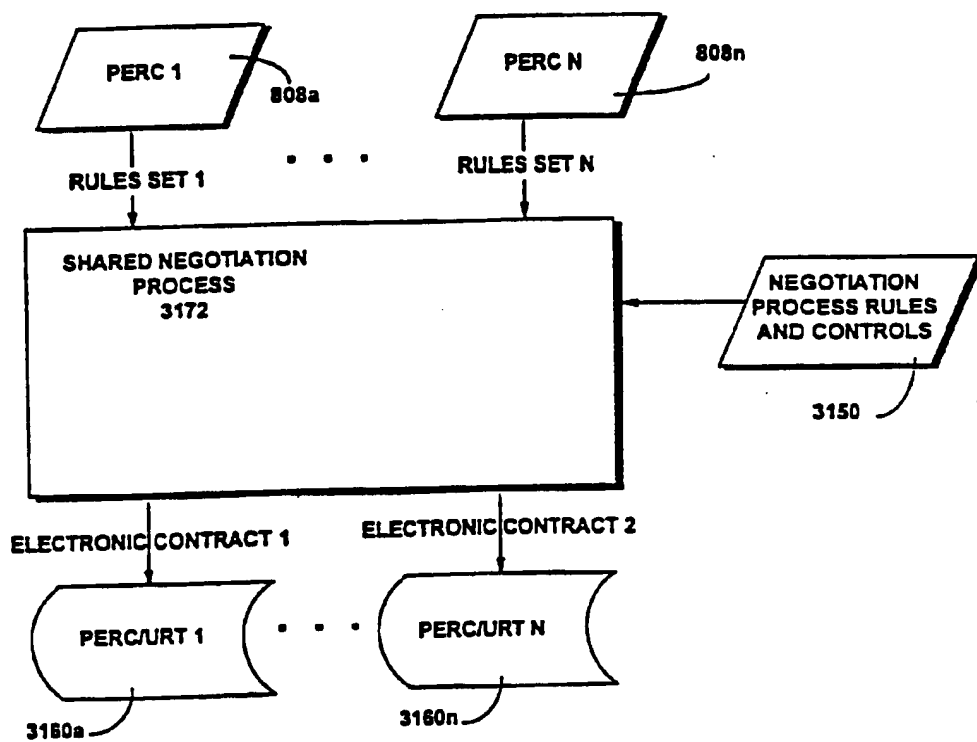 PERC 1
808a
PERC N
808n
RULES SET 1
RULES SET N
SHARED NEGOTIATION
PROCESS
3172
NEGOTIATION
PROCESS RULES
AND CONTROLS
3150
ELECTRONIC CONTRACT 1
ELECTRONIC CONTRACT 2
PERC/URT 1
PERC/URT N
3160a
3160n